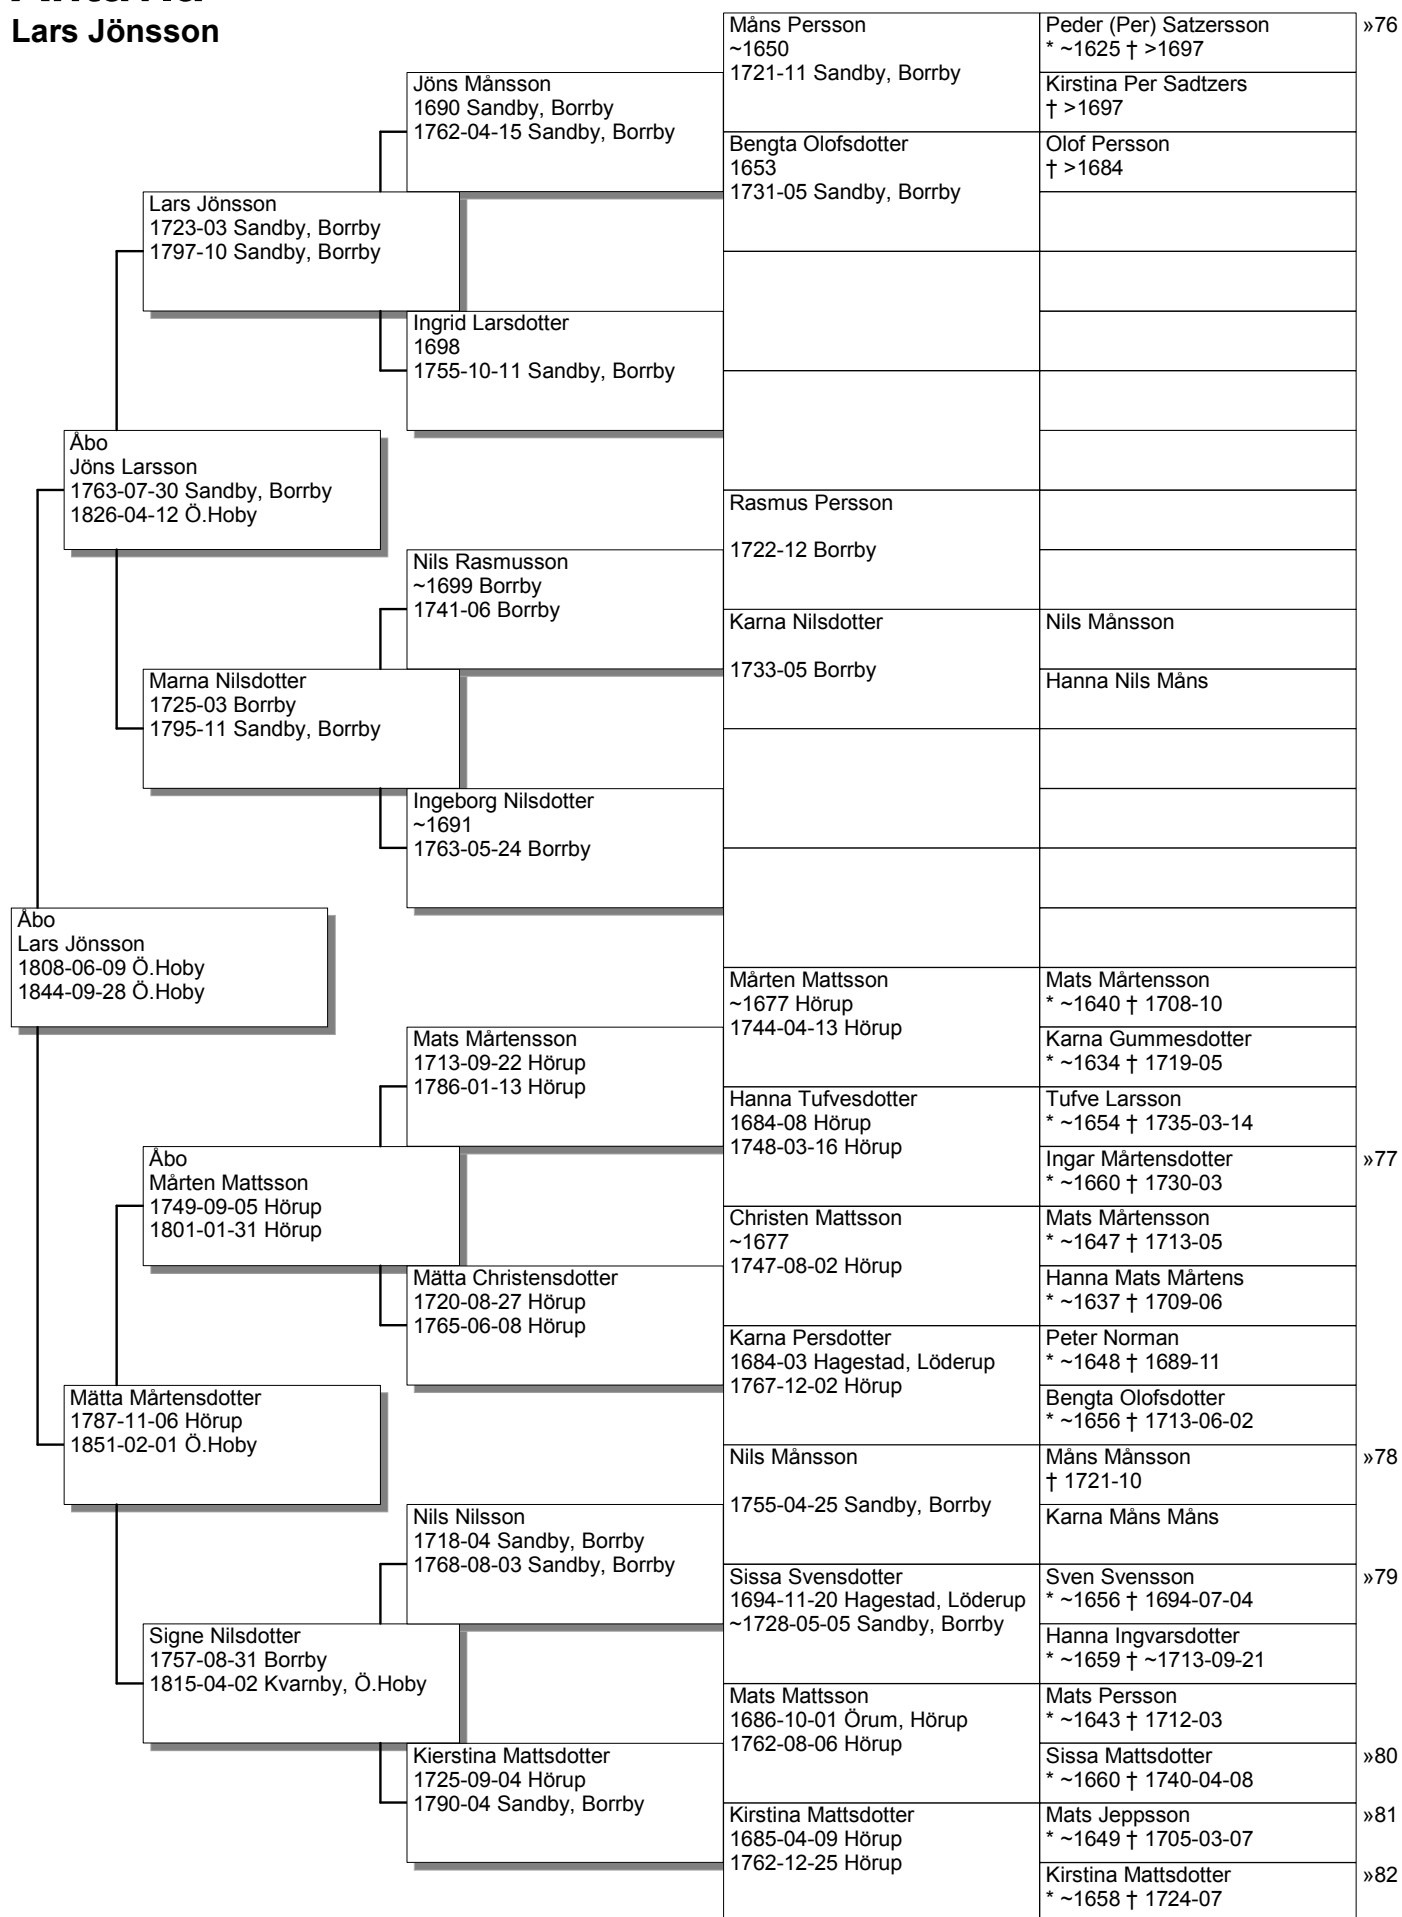 Lars Jönsson
Åbo
Lars Jönsson
1808-06-09 Ö.Hoby
1844-09-28 Ö.Hoby
Åbo
Jöns Larsson
1763-07-30 Sandby, Borrby
1826-04-12 Ö.Hoby
Mätta Mårtensdotter
1787-11-06 Hörup
1851-02-01 Ö.Hoby
Lars Jönsson
1723-03 Sandby, Borrby
1797-10 Sandby, Borrby
Marna Nilsdotter
1725-03 Borrby
1795-11 Sandby, Borrby
Åbo
Mårten Mattsson
1749-09-05 Hörup
1801-01-31 Hörup
Signe Nilsdotter
1757-08-31 Borrby
1815-04-02 Kvarnby, Ö.Hoby
Jöns Månsson
1690 Sandby, Borrby
1762-04-15 Sandby, Borrby
Ingrid Larsdotter
1698
1755-10-11 Sandby, Borrby
Nils Rasmusson
~1699 Borrby
1741-06 Borrby
Ingeborg Nilsdotter
~1691
1763-05-24 Borrby
Mats Mårtensson
1713-09-22 Hörup
1786-01-13 Hörup
Mätta Christensdotter
1720-08-27 Hörup
1765-06-08 Hörup
Nils Nilsson
1718-04 Sandby, Borrby
1768-08-03 Sandby, Borrby
Kierstina Mattsdotter
1725-09-04 Hörup
1790-04 Sandby, Borrby
Måns Persson
~1650
1721-11 Sandby, Borrby
Bengta Olofsdotter
1653
1731-05 Sandby, Borrby
Rasmus Persson
1722-12 Borrby
Karna Nilsdotter
1733-05 Borrby
Mårten Mattsson
~1677 Hörup
1744-04-13 Hörup
Hanna Tufvesdotter
1684-08 Hörup
1748-03-16 Hörup
Christen Mattsson
~1677
1747-08-02 Hörup
Karna Persdotter
1684-03 Hagestad, Löderup
1767-12-02 Hörup
Nils Månsson
1755-04-25 Sandby, Borrby
Sissa Svensdotter
1694-11-20 Hagestad, Löderup
~1728-05-05 Sandby, Borrby
Mats Mattsson
1686-10-01 Örum, Hörup
1762-08-06 Hörup
Kirstina Mattsdotter
1685-04-09 Hörup
1762-12-25 Hörup
Peder (Per) Satzersson »76
* ~1625 † >1697
Kirstina Per Sadtzers
† >1697
Olof Persson
† >1684
Nils Månsson
Hanna Nils Måns
Mats Mårtensson
* ~1640 † 1708-10
Karna Gummesdotter
* ~1634 † 1719-05
Tufve Larsson
* ~1654 † 1735-03-14
Ingar Mårtensdotter »77
* ~1660 † 1730-03
Mats Mårtensson
* ~1647 † 1713-05
Hanna Mats Mårtens
* ~1637 † 1709-06
Peter Norman
* ~1648 † 1689-11
Bengta Olofsdotter
* ~1656 † 1713-06-02
Måns Månsson »78
† 1721-10
Karna Måns Måns
Sven Svensson »79
* ~1656 † 1694-07-04
Hanna Ingvarsdotter
* ~1659 † ~1713-09-21
Mats Persson
* ~1643 † 1712-03
Sissa Mattsdotter »80
* ~1660 † 1740-04-08
Mats Jeppsson »81
* ~1649 † 1705-03-07
Kirstina Mattsdotter »82
* ~1658 † 1724-07